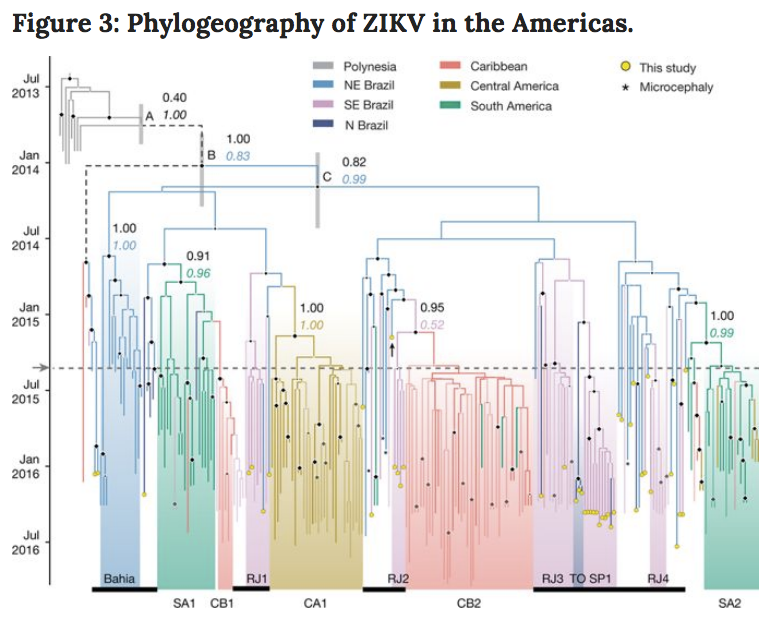 Figure 3: Phylogeography of ZIKV in the Americas.
Polynesia
NE Brazil
SE Brazil
N Brazil
Caribbean
Central America
South America
This study
* Microcephaly
Jul
2013
Jan
2014
Jul
2014
Jan
2015
Jul
2015
Jan
2016
Jul
2016
A
0.40
1.00
B
1.00
0.83
C
0.82
0.99
1.00
1.00
0.91
0.96
1.00
1.00
0.95
0.52
1.00
0.99
Bahia
RJ1
RJ2
RJ3 TO SP1
RJ4
SA1
CB1
CA1
CB2
SA2